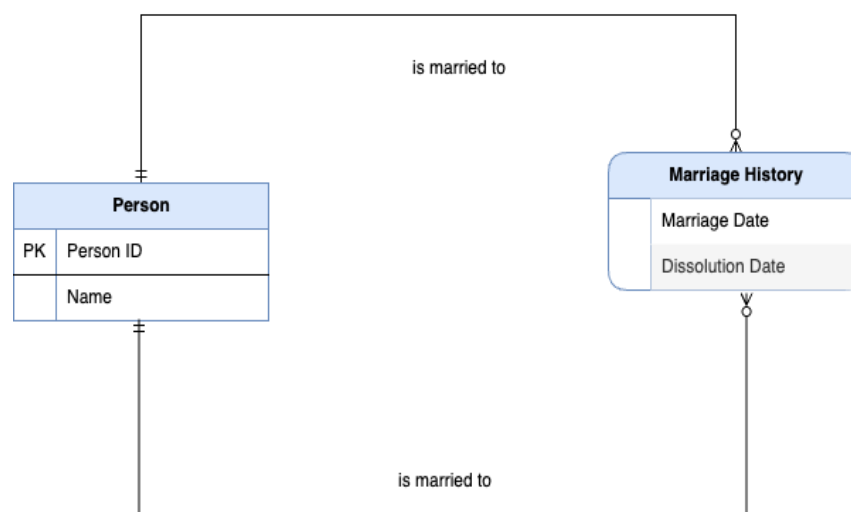 is married to
Person
PK Person ID
Name
Marriage History
Marriage Date
Dissolution Date
is married to